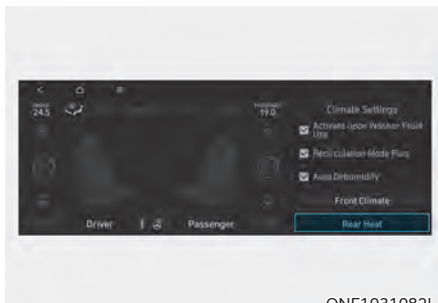 24.5
19.0
Climate Settings
Activate upon Washer Fluid
Use
Recirculation Mode Plus
Auto Dehumidify
Front Climate
Driver
Passenger
Rear Heat